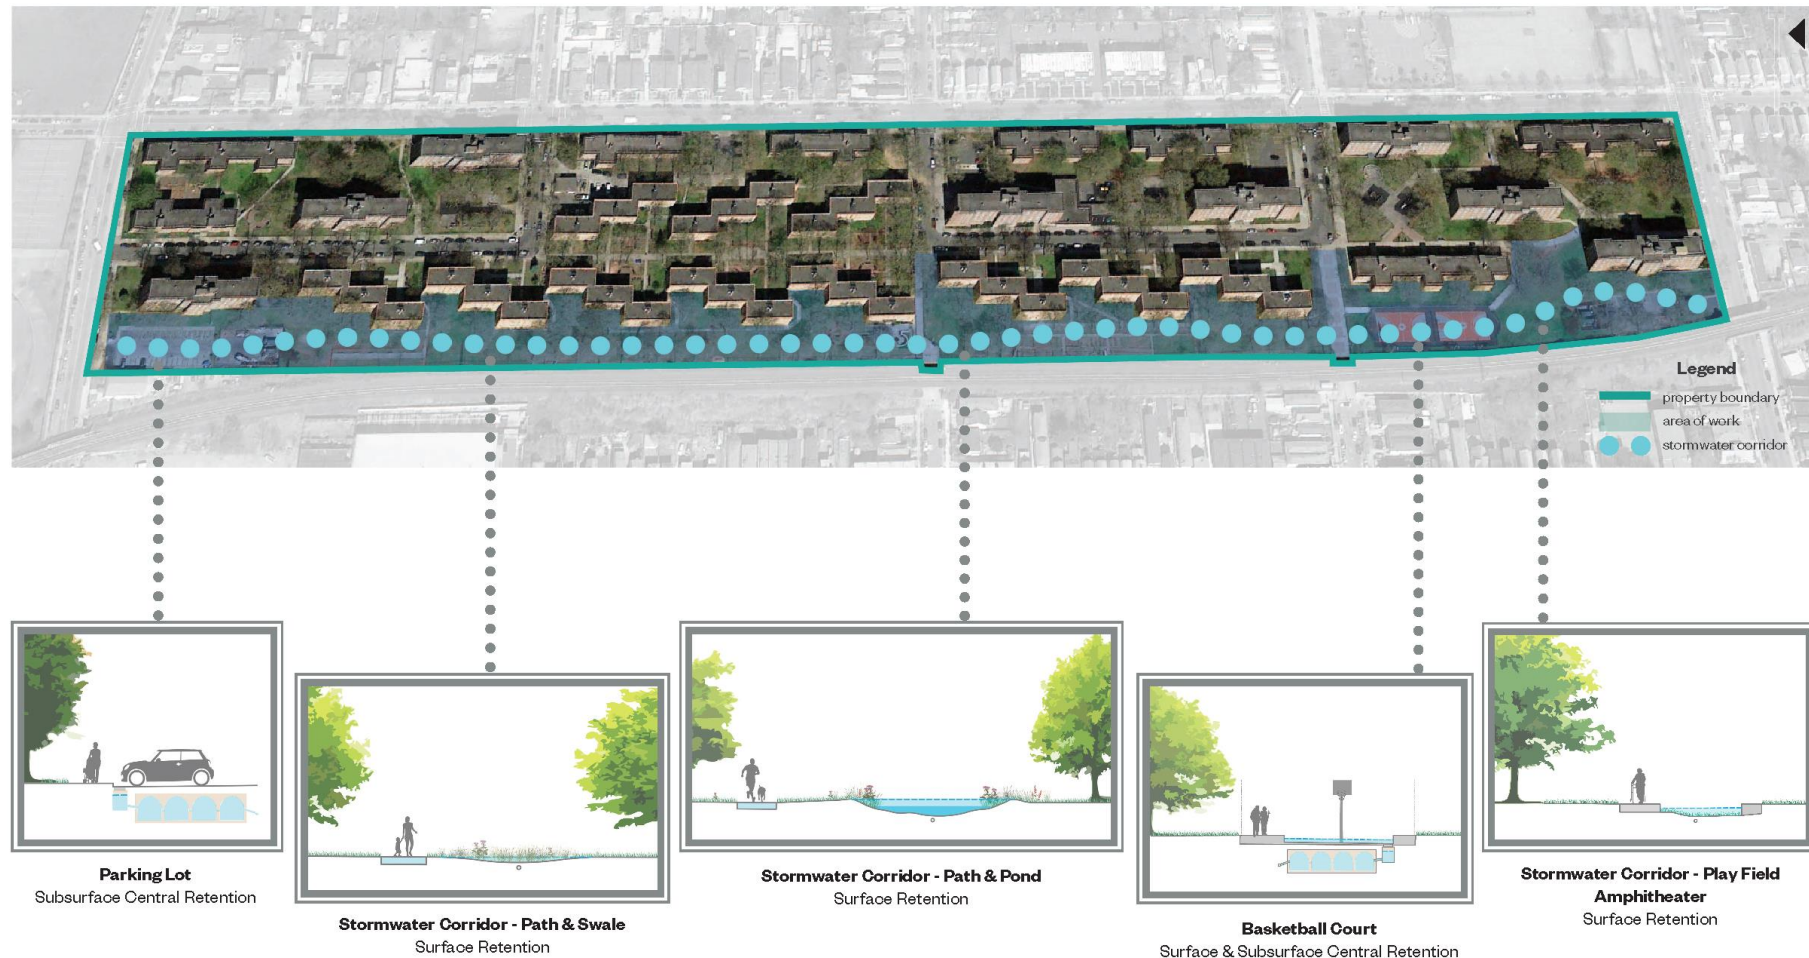 Legend
property boundary
area of work
stormwater corridor
Parking Lot
Subsurface Central Retention
Stormwater Corridor - Path & Swale
Surface Retention
Stormwater Corridor - Path & Pond
Surface Retention
Basketball Court
Surface & Subsurface Central Retention
Stormwater Corridor - Play Field
Amphitheater
Surface Retention